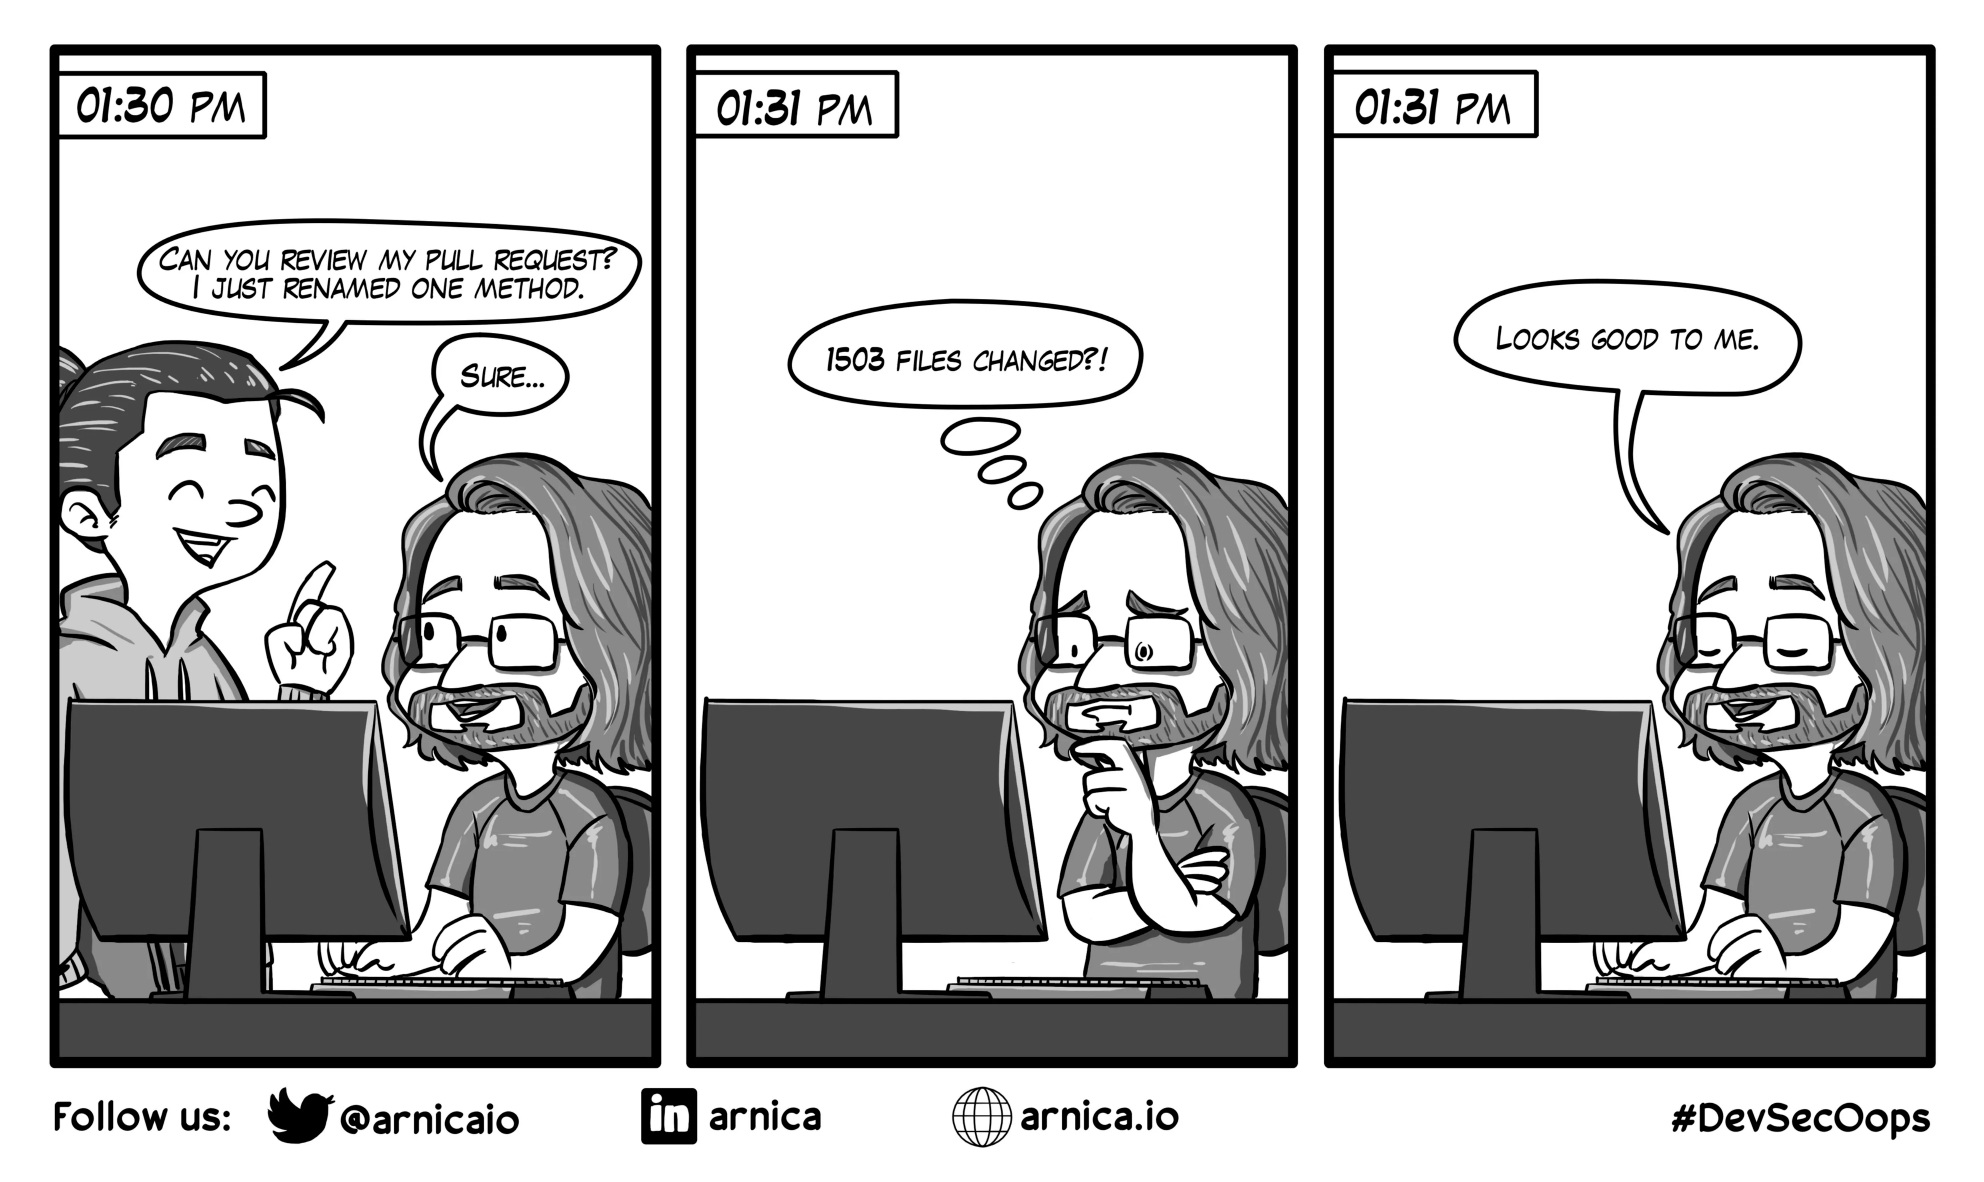 01:30 PM
CAN YOU REVIEW MY PULL REQUEST?
I JUST RENAMED ONE METHOD.
SURE...
01:31 PM
1503 FILES CHANGED?!
01:31 PM
LOOKS GOOD TO ME.
Follow us: @arnicaio in arnica arnica.io #DevSecOops